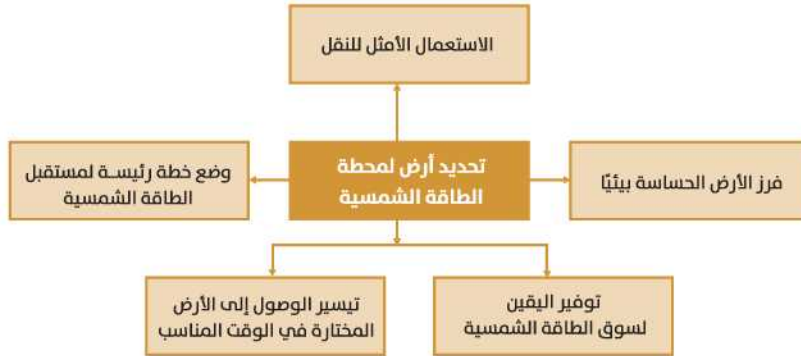 الاستعمال الأمثل للنقل
تحديد أرض لمحطة
الطاقة الشمسية
فرز الأرض الحساسة بيئيًا
وضع خطة رئيسـة لمستقبل
الطاقة الشمسية
توفير اليقين
لسوق الطاقة الشمسية
تيسير الوصول إلى الأرض
المختارة في الوقت المناسب